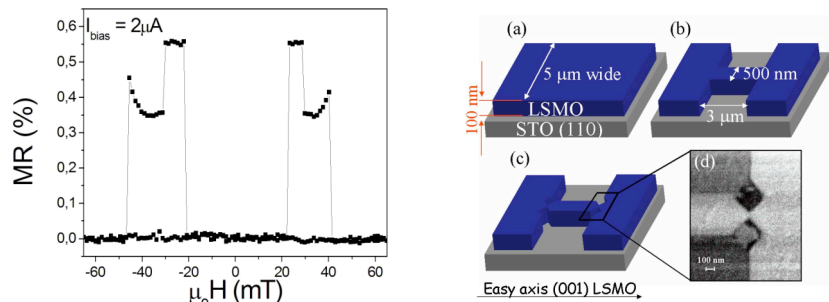 I bias = 2μA
0,6
0,5
0,4
0,3
0,2
0,1
0,0
MR (%)
-60 -40 -20 0 20 40 60
μ₀H (mT)
(a)
5 μm wide
100 nm
LSMO
STO (110)
(b)
500 nm
3 μm
(c)
(d)
100 nm
Easy axis (001) LSMO